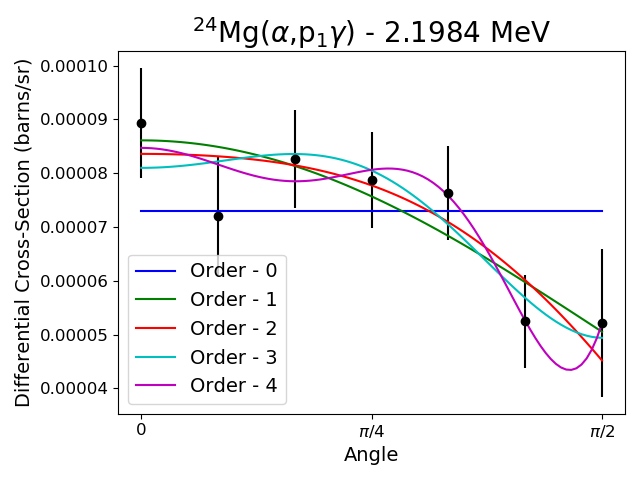 ²⁴Mg(α,p₁γ) - 2.1984 MeV
Differential Cross-Section (barns/sr)
0.00010
0.00009
0.00008
0.00007
0.00006
0.00005
0.00004
Order - 0
Order - 1
Order - 2
Order - 3
Order - 4
0 π/4 π/2
Angle